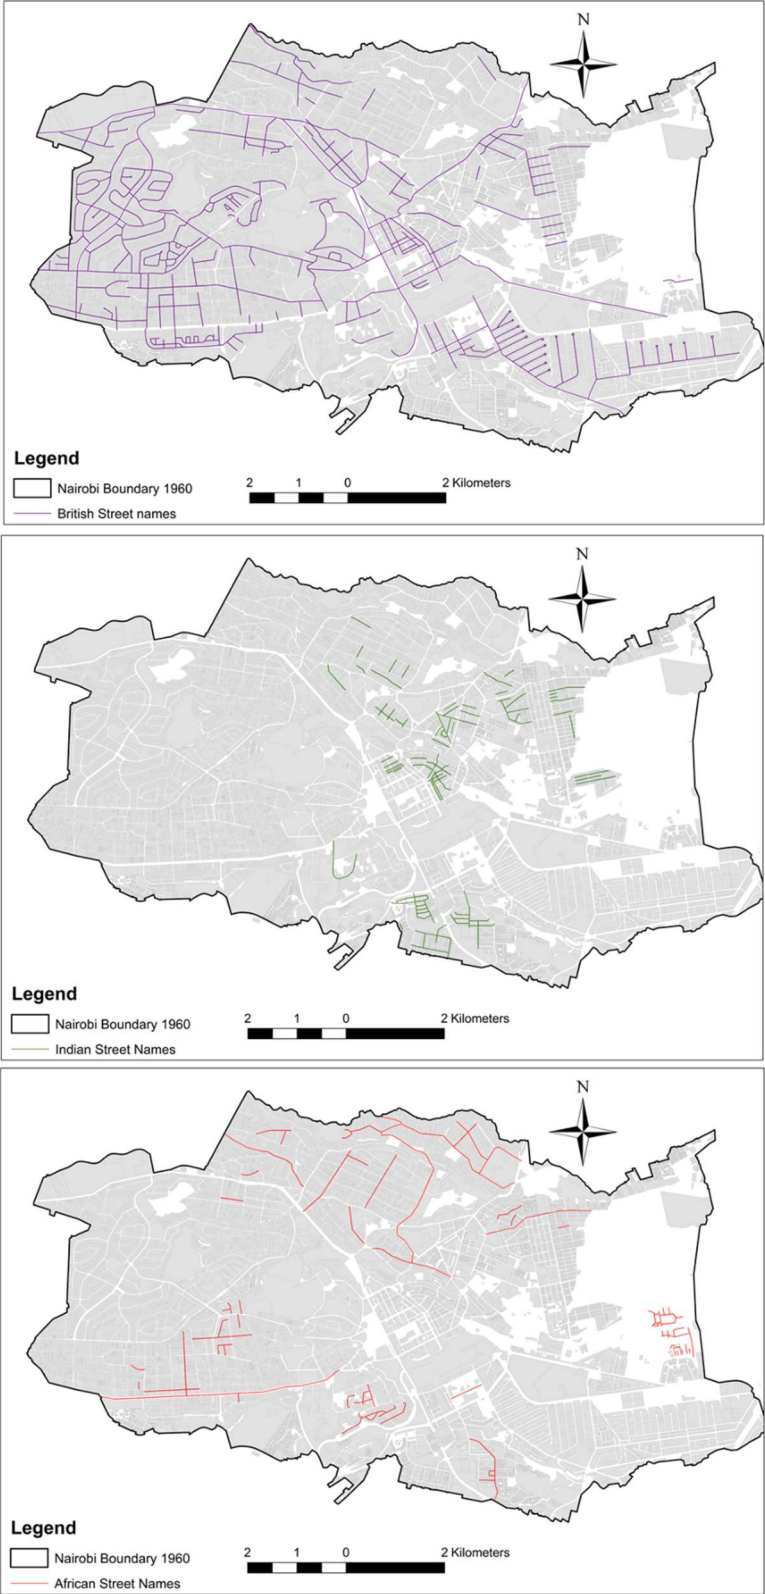 N
Legend
Nairobi Boundary 1960
British Street names
2 1 0 2 Kilometers
N
Legend
Nairobi Boundary 1960
Indian Street Names
2 1 0 2 Kilometers
N
Legend
Nairobi Boundary 1960
African Street Names
2 1 0 2 Kilometers